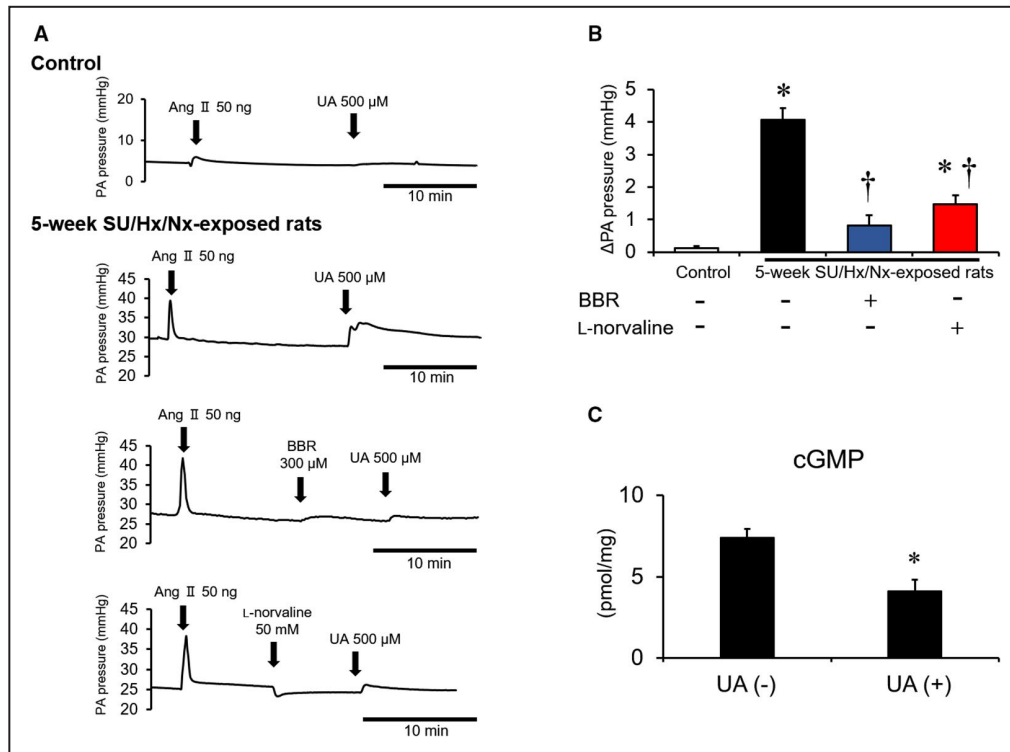 A
Control
PA pressure (mmHg)
20
10
0
Ang Ⅱ 50 ng
UA 500 μM
10 min
5-week SU/Hx/Nx-exposed rats
PA pressure (mmHg)
45
40
35
30
25
20
Ang Ⅱ 50 ng
UA 500 μM
10 min
PA pressure (mmHg)
45
40
35
30
25
20
Ang Ⅱ 50 ng
BBR
300 μM
UA 500 μM
10 min
PA pressure (mmHg)
45
40
35
30
25
20
Ang Ⅱ 50 ng
L-norvaline
50 mM
UA 500 μM
10 min
B
ΔPA pressure (mmHg)
5
4
3
2
1
0
*
†
* †
Control
5-week SU/Hx/Nx-exposed rats
BBR - - + -
L-norvaline - - - +
C
cGMP
(pmol/mg)
10
5
0
*
UA (-)
UA (+)